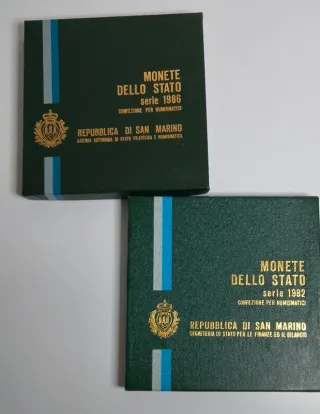 MONETE
DELLO STATO
serie 1986
CONFEZIONE PER NUMISMATICI
REPUBBLICA DI SAN MARINO
AZIENDA AUTONOMA DI STATO FILATELICA E NUMISMATICA
MONETE
DELLO STATO
serie 1982
CONFEZIONE PER NUMISMATICI
REPUBBLICA DI SAN MARINO
SEGRETERIA DI STATO PER LE FINANZE ED IL BILANCIO